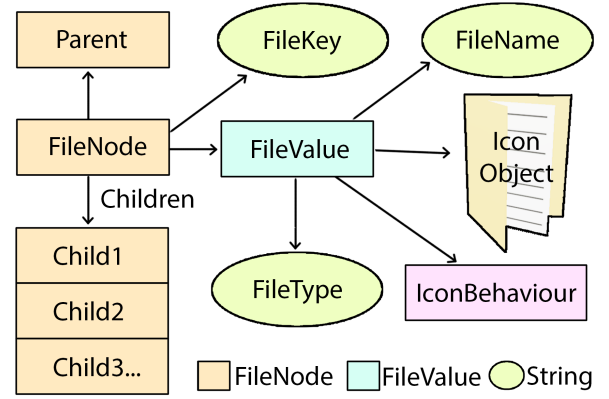 Parent
FileKey
FileName
FileNode
FileValue
Icon
Object
Children
Child1
Child2
Child3...
FileType
IconBehaviour
FileNode
FileValue
String